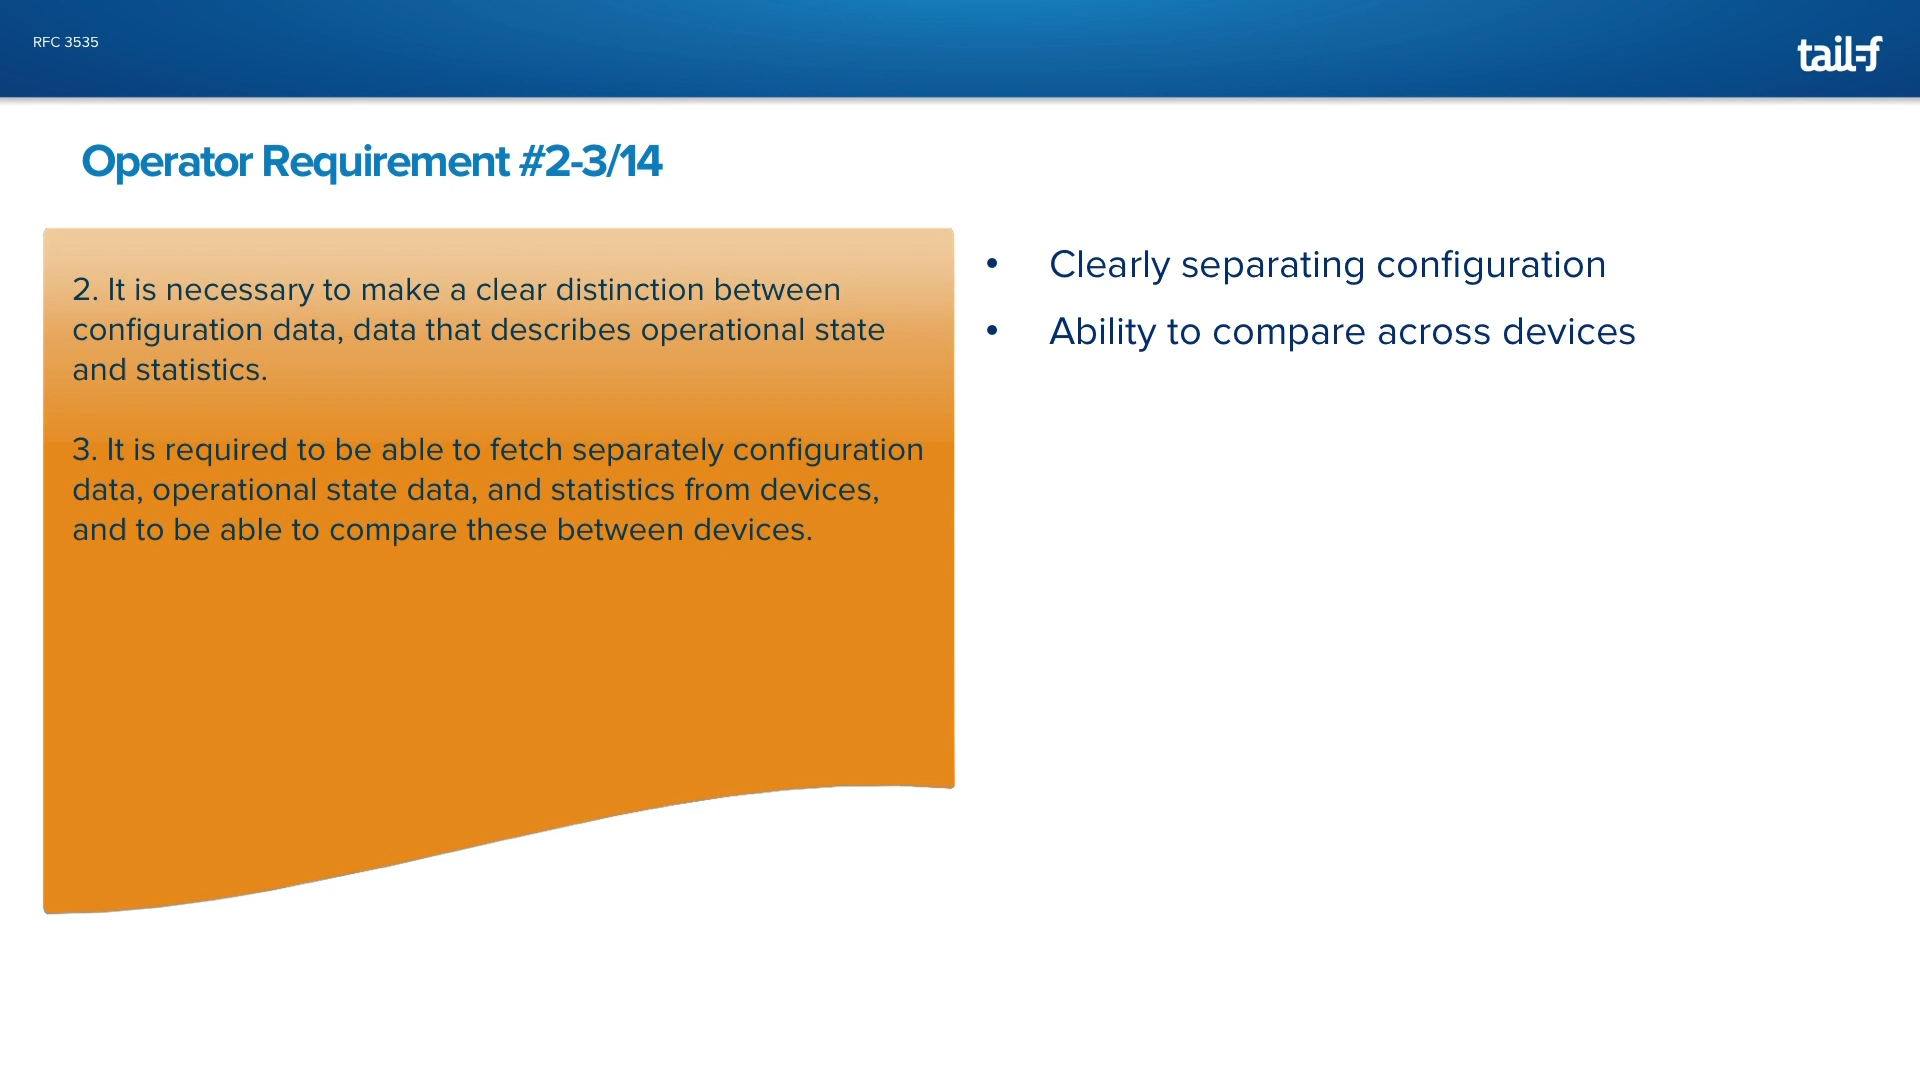 RFC 3535
tail-f
Operator Requirement #2-3/14
2. It is necessary to make a clear distinction between
configuration data, data that describes operational state
and statistics.
3. It is required to be able to fetch separately configuration
data, operational state data, and statistics from devices,
and to be able to compare these between devices.
• Clearly separating configuration
• Ability to compare across devices